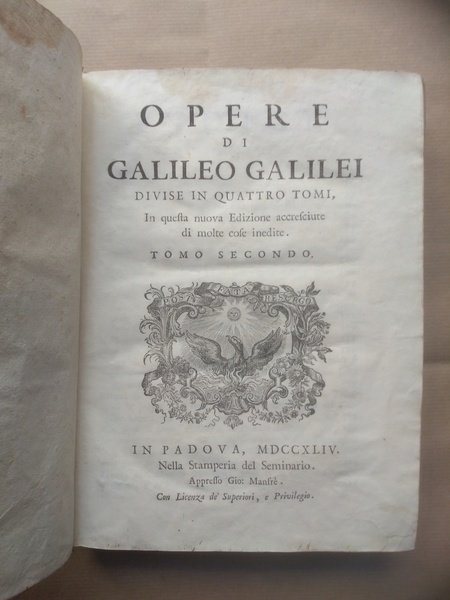 OPERE
DI
GALILEO GALILEI
DIVISE IN QUATTRO TOMI,
In queſta nuova Edizione accreſciute
di molte coſe inedite.
TOMO SECONDO.
IN PADOVA, MDCCXLIV.
Nella Stamperia del Seminario.
Appreſſo Gio: Manfrè.
Con Licenza de' Superiori, e Privilegio.